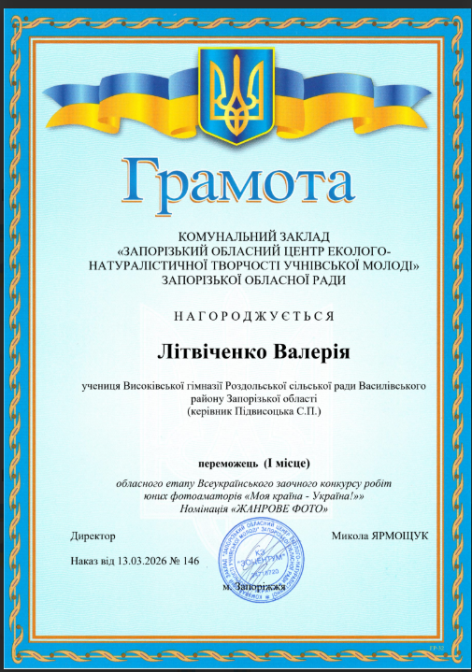 Грамота
КОМУНАЛЬНИЙ ЗАКЛАД
«ЗАПОРІЗЬКИЙ ОБЛАСНИЙ ЦЕНТР ЕКОЛОГО-
НАТУРАЛІСТИЧНОЇ ТВОРЧОСТІ УЧНІВСЬКОЇ МОЛОДІ»
ЗАПОРІЗЬКОЇ ОБЛАСНОЇ РАДИ
НАГОРОДЖУЄТЬСЯ
Літвіченко Валерія
учениця Високівської гімназії Роздольської сільської ради Василівського
району Запорізької області
(керівник Підвисоцька С.П.)
переможець (І місце)
обласного етапу Всеукраїнського заочного конкурсу робіт
юних фотоаматорів «Моя країна - Україна!»»
Номінація «ЖАНРОВЕ ФОТО»
Директор Микола ЯРМОЩУК
Наказ від 13.03.2026 № 146
"ЗОЦЕНТУМ"
м. Запоріжжя